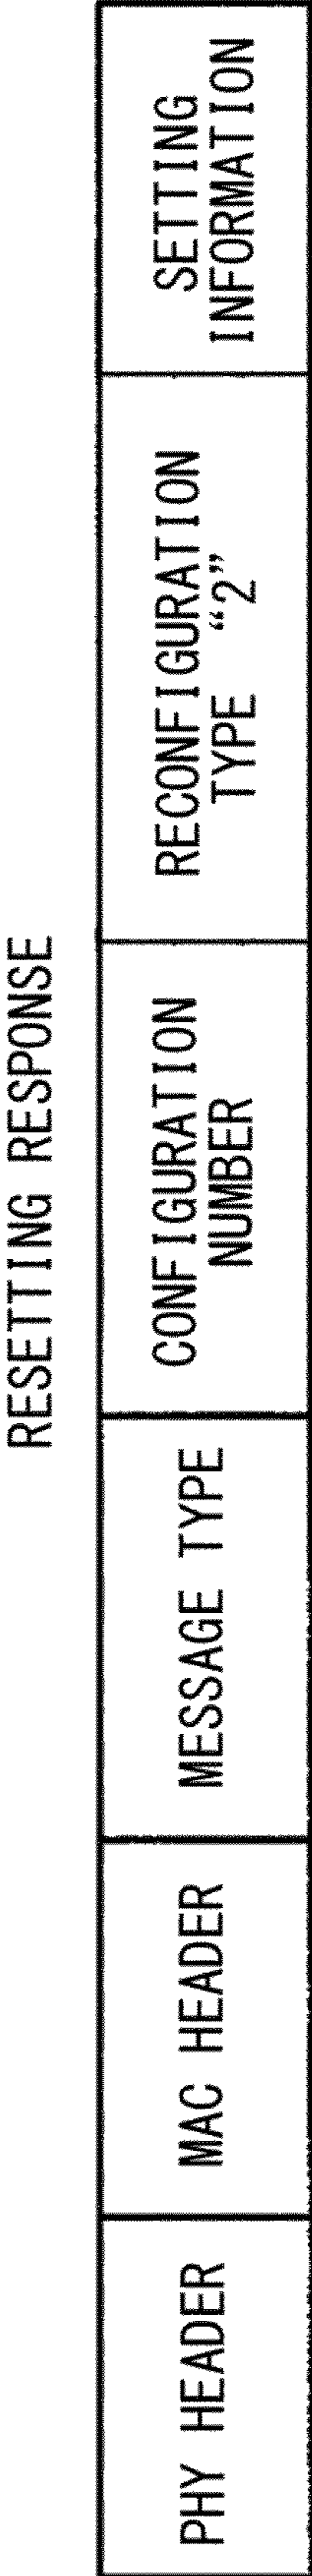 RESETTING RESPONSE
PHY HEADER
MAC HEADER
MESSAGE TYPE
CONFIGURATION
NUMBER
RECONFIGURATION
TYPE “2”
SETTING
INFORMATION